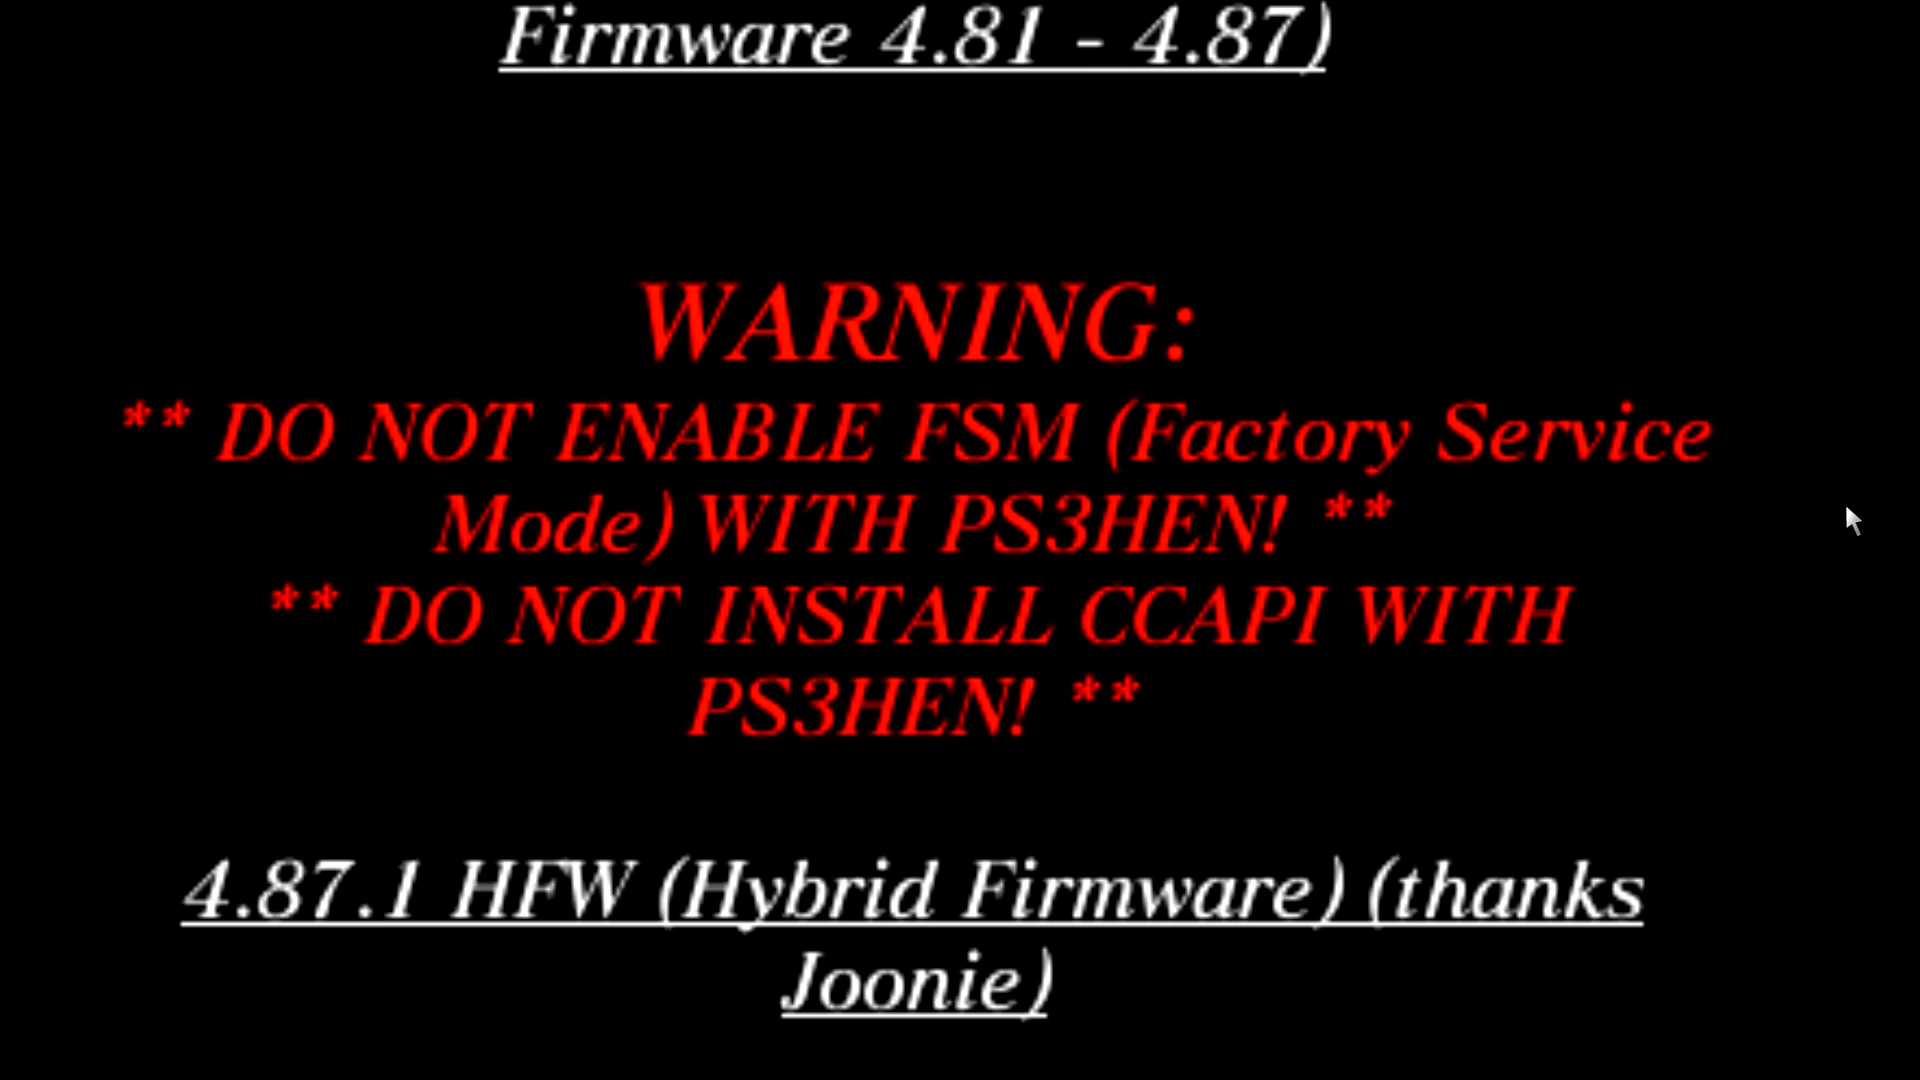 Firmware 4.81 - 4.87)
WARNING:
** DO NOT ENABLE FSM (Factory Service
Mode) WITH PS3HEN! **
** DO NOT INSTALL CCAPI WITH
PS3HEN! **
4.87.1 HFW (Hybrid Firmware) (thanks
Joonie)